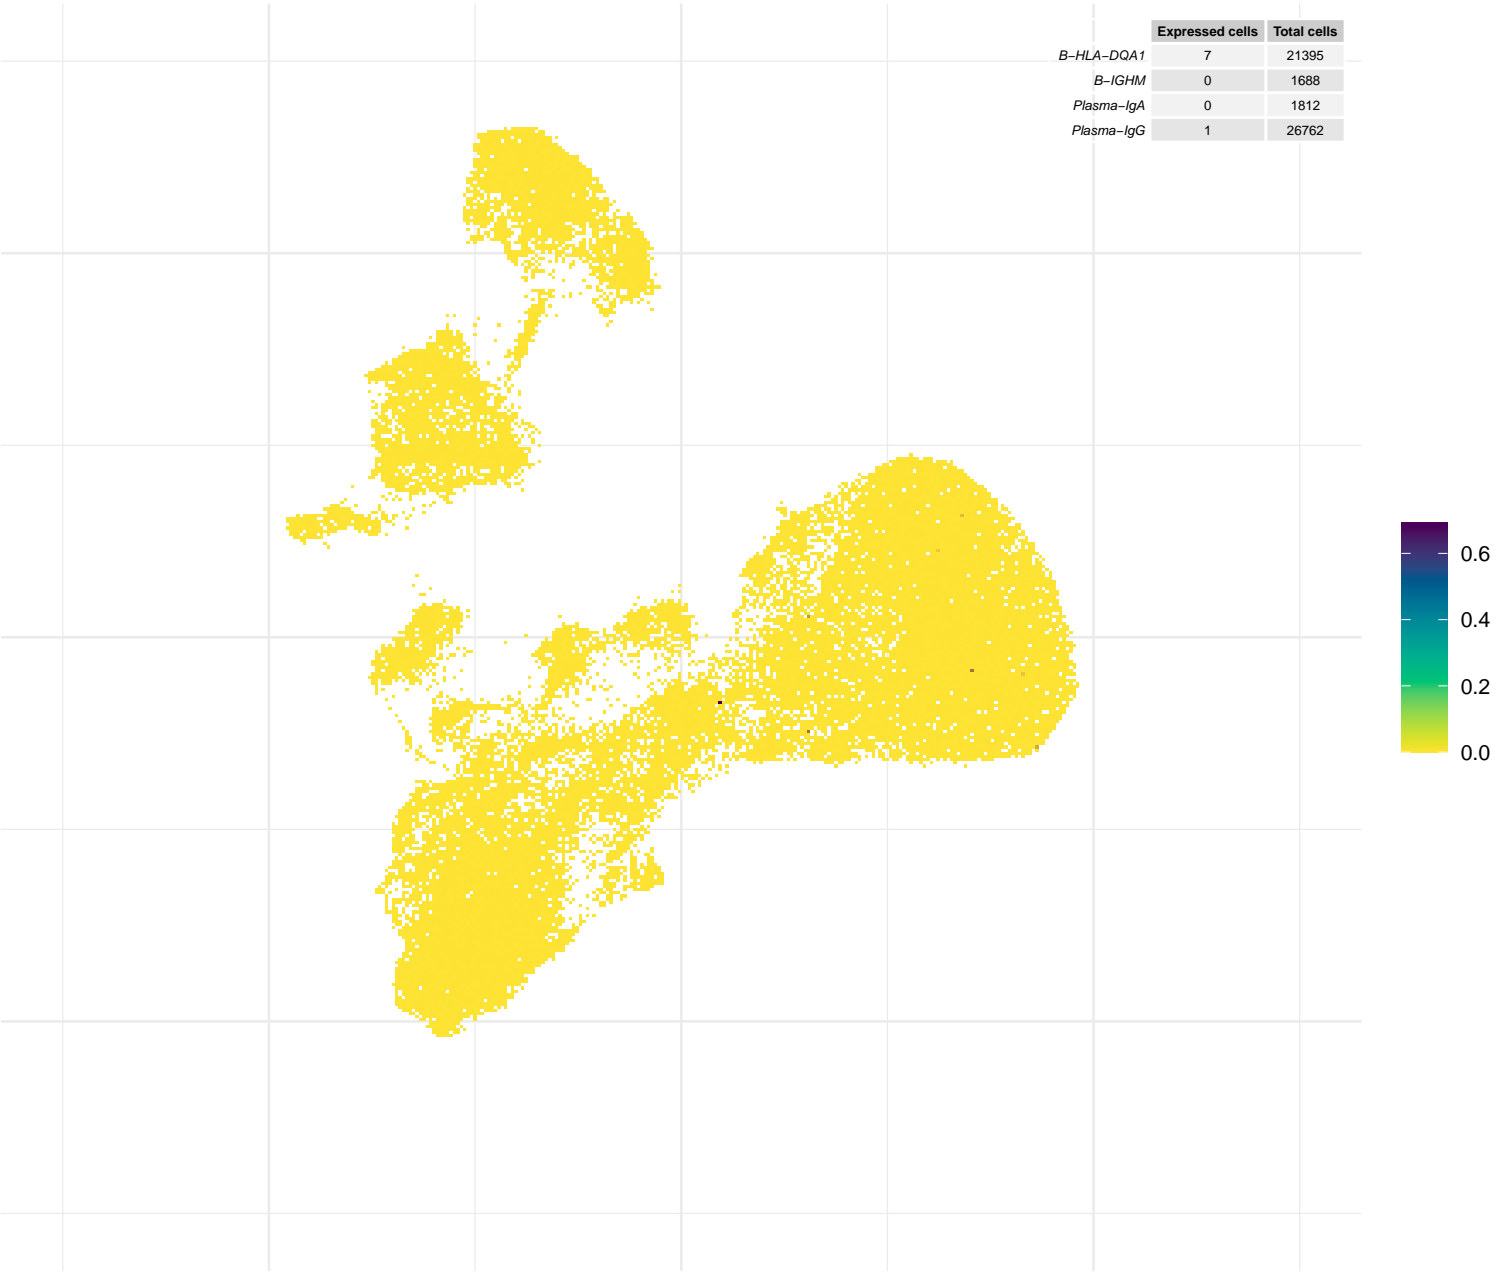 Expressed cells Total cells
B–HLA–DQA1 7 21395
B–IGHM 0 1688
Plasma–IgA 0 1812
Plasma–IgG 1 26762
0.6
0.4
0.2
0.0